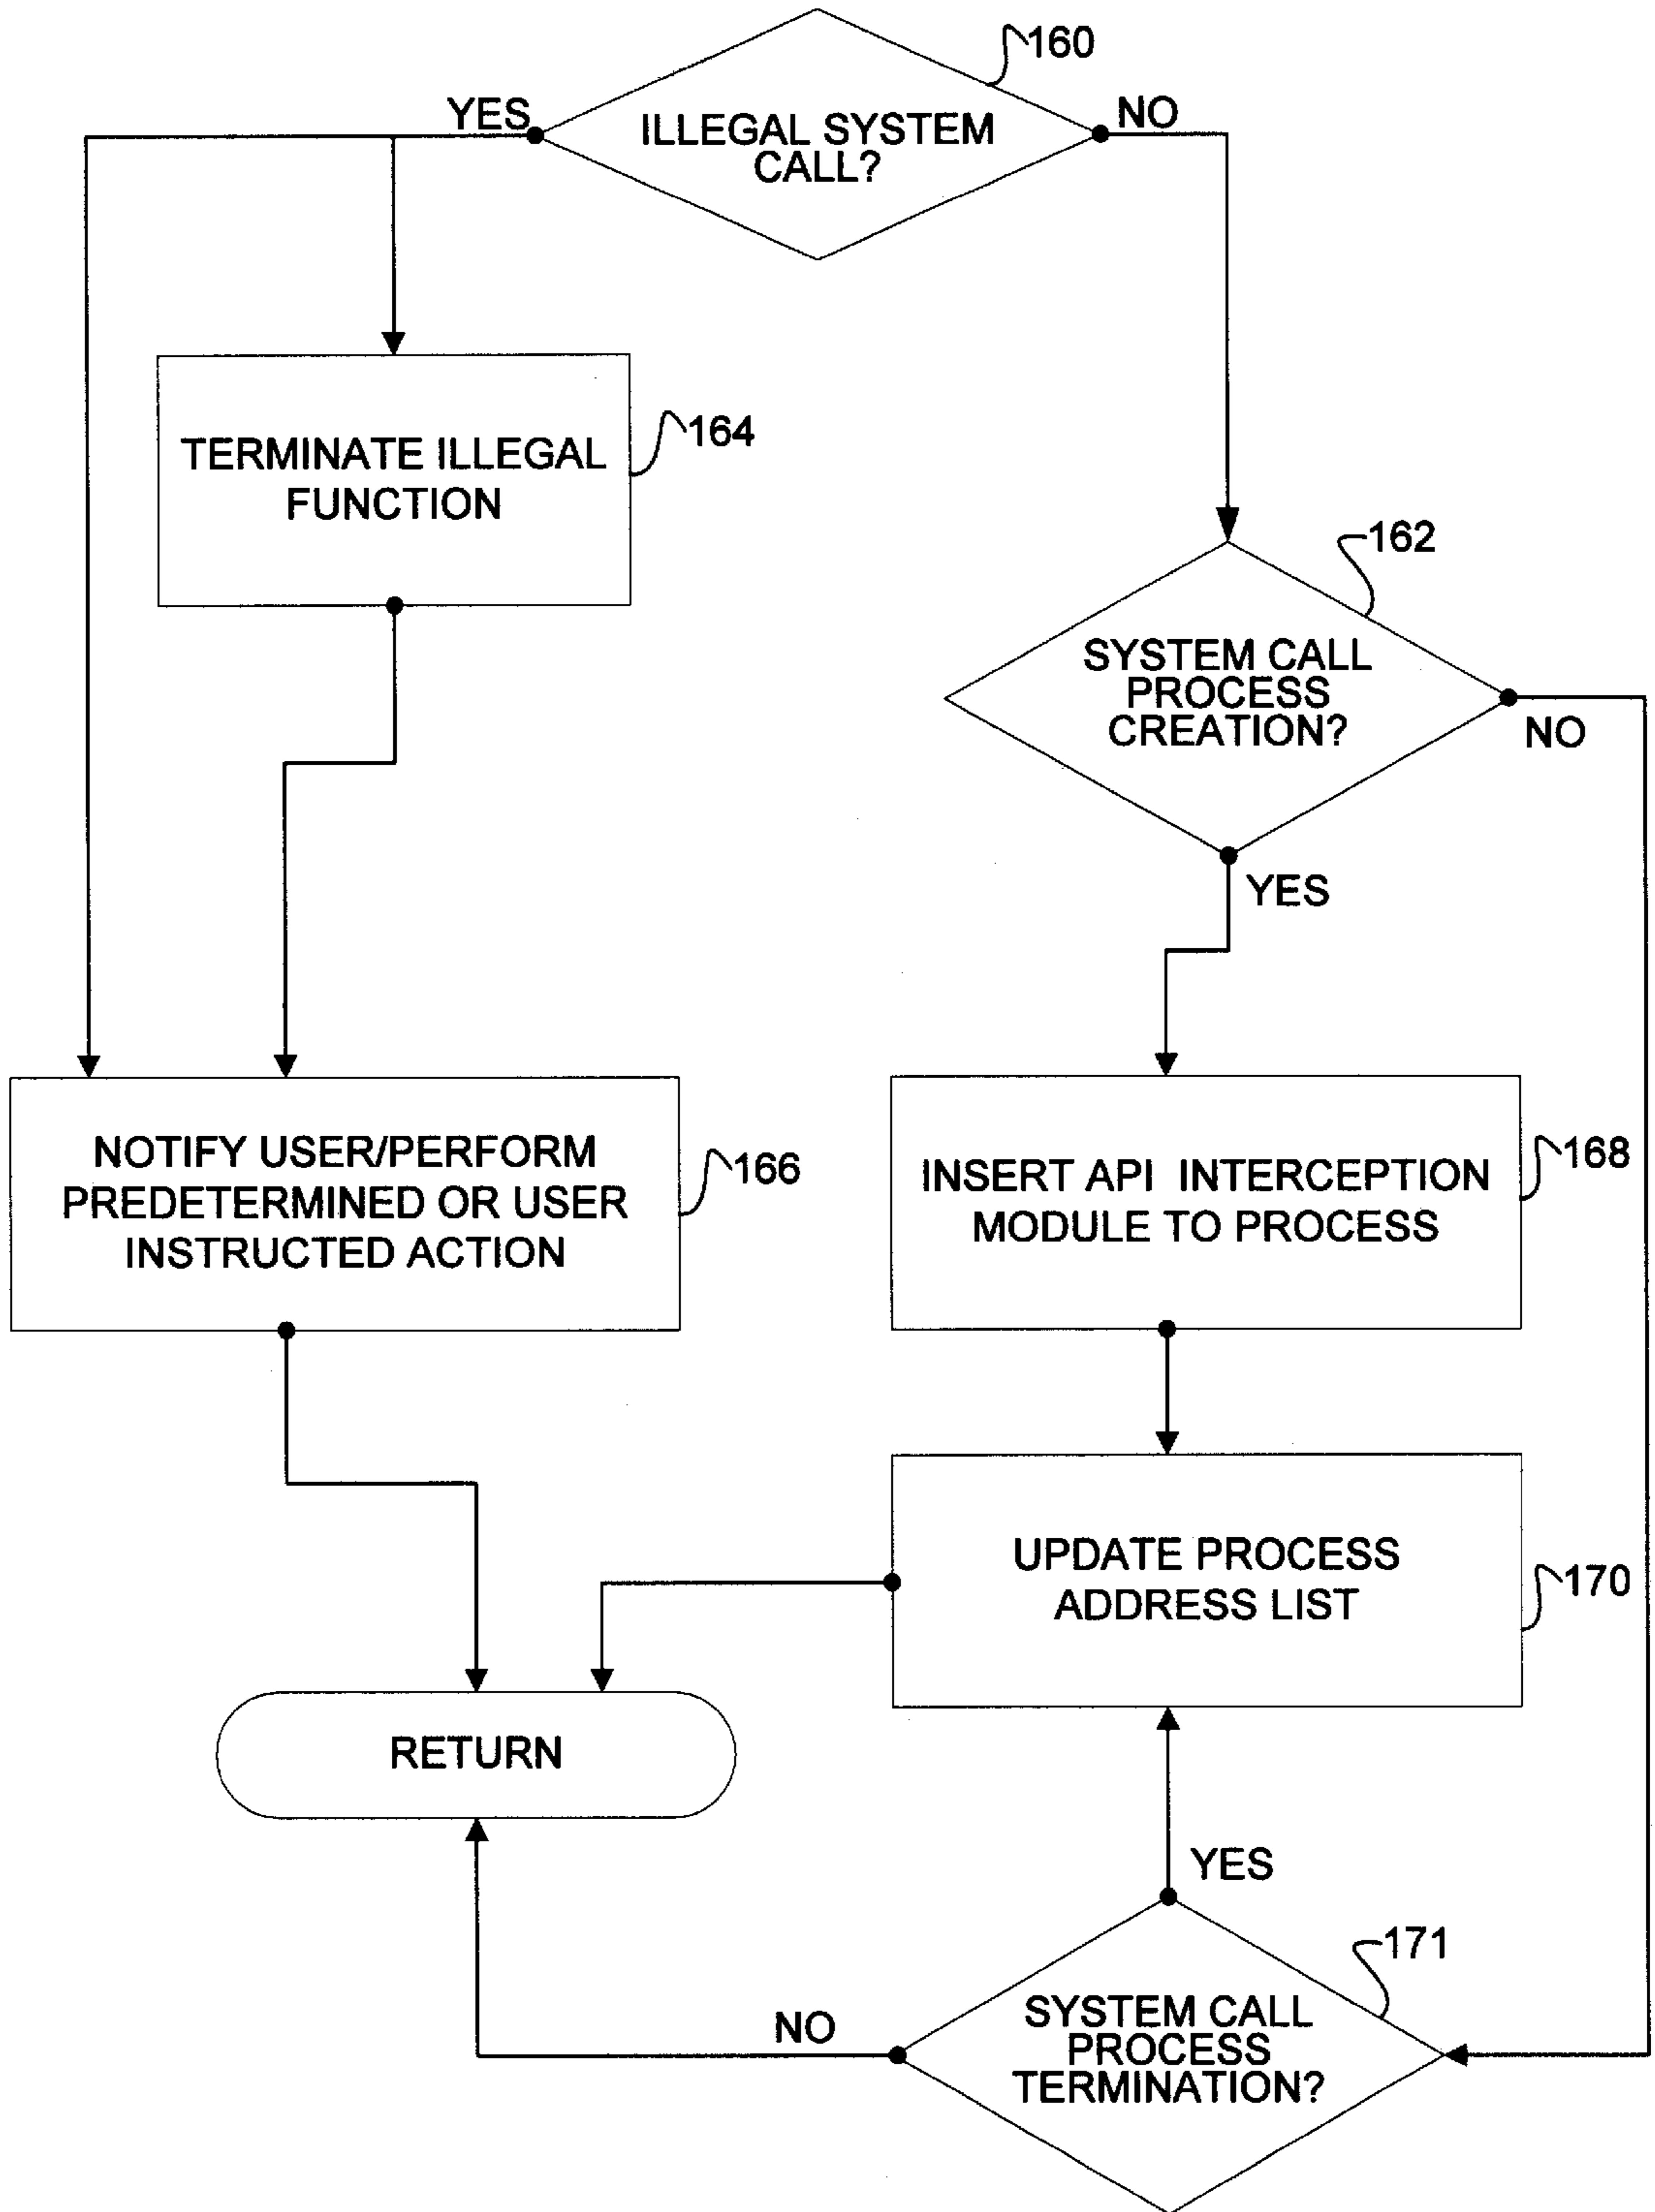 160
YES
NO
ILLEGAL SYSTEM
CALL?
164
TERMINATE ILLEGAL
FUNCTION
162
SYSTEM CALL
PROCESS
CREATION?
NO
YES
NOTIFY USER/PERFORM
PREDETERMINED OR USER
INSTRUCTED ACTION
166
INSERT API INTERCEPTION
MODULE TO PROCESS
168
UPDATE PROCESS
ADDRESS LIST
170
RETURN
YES
171
NO
SYSTEM CALL
PROCESS
TERMINATION?